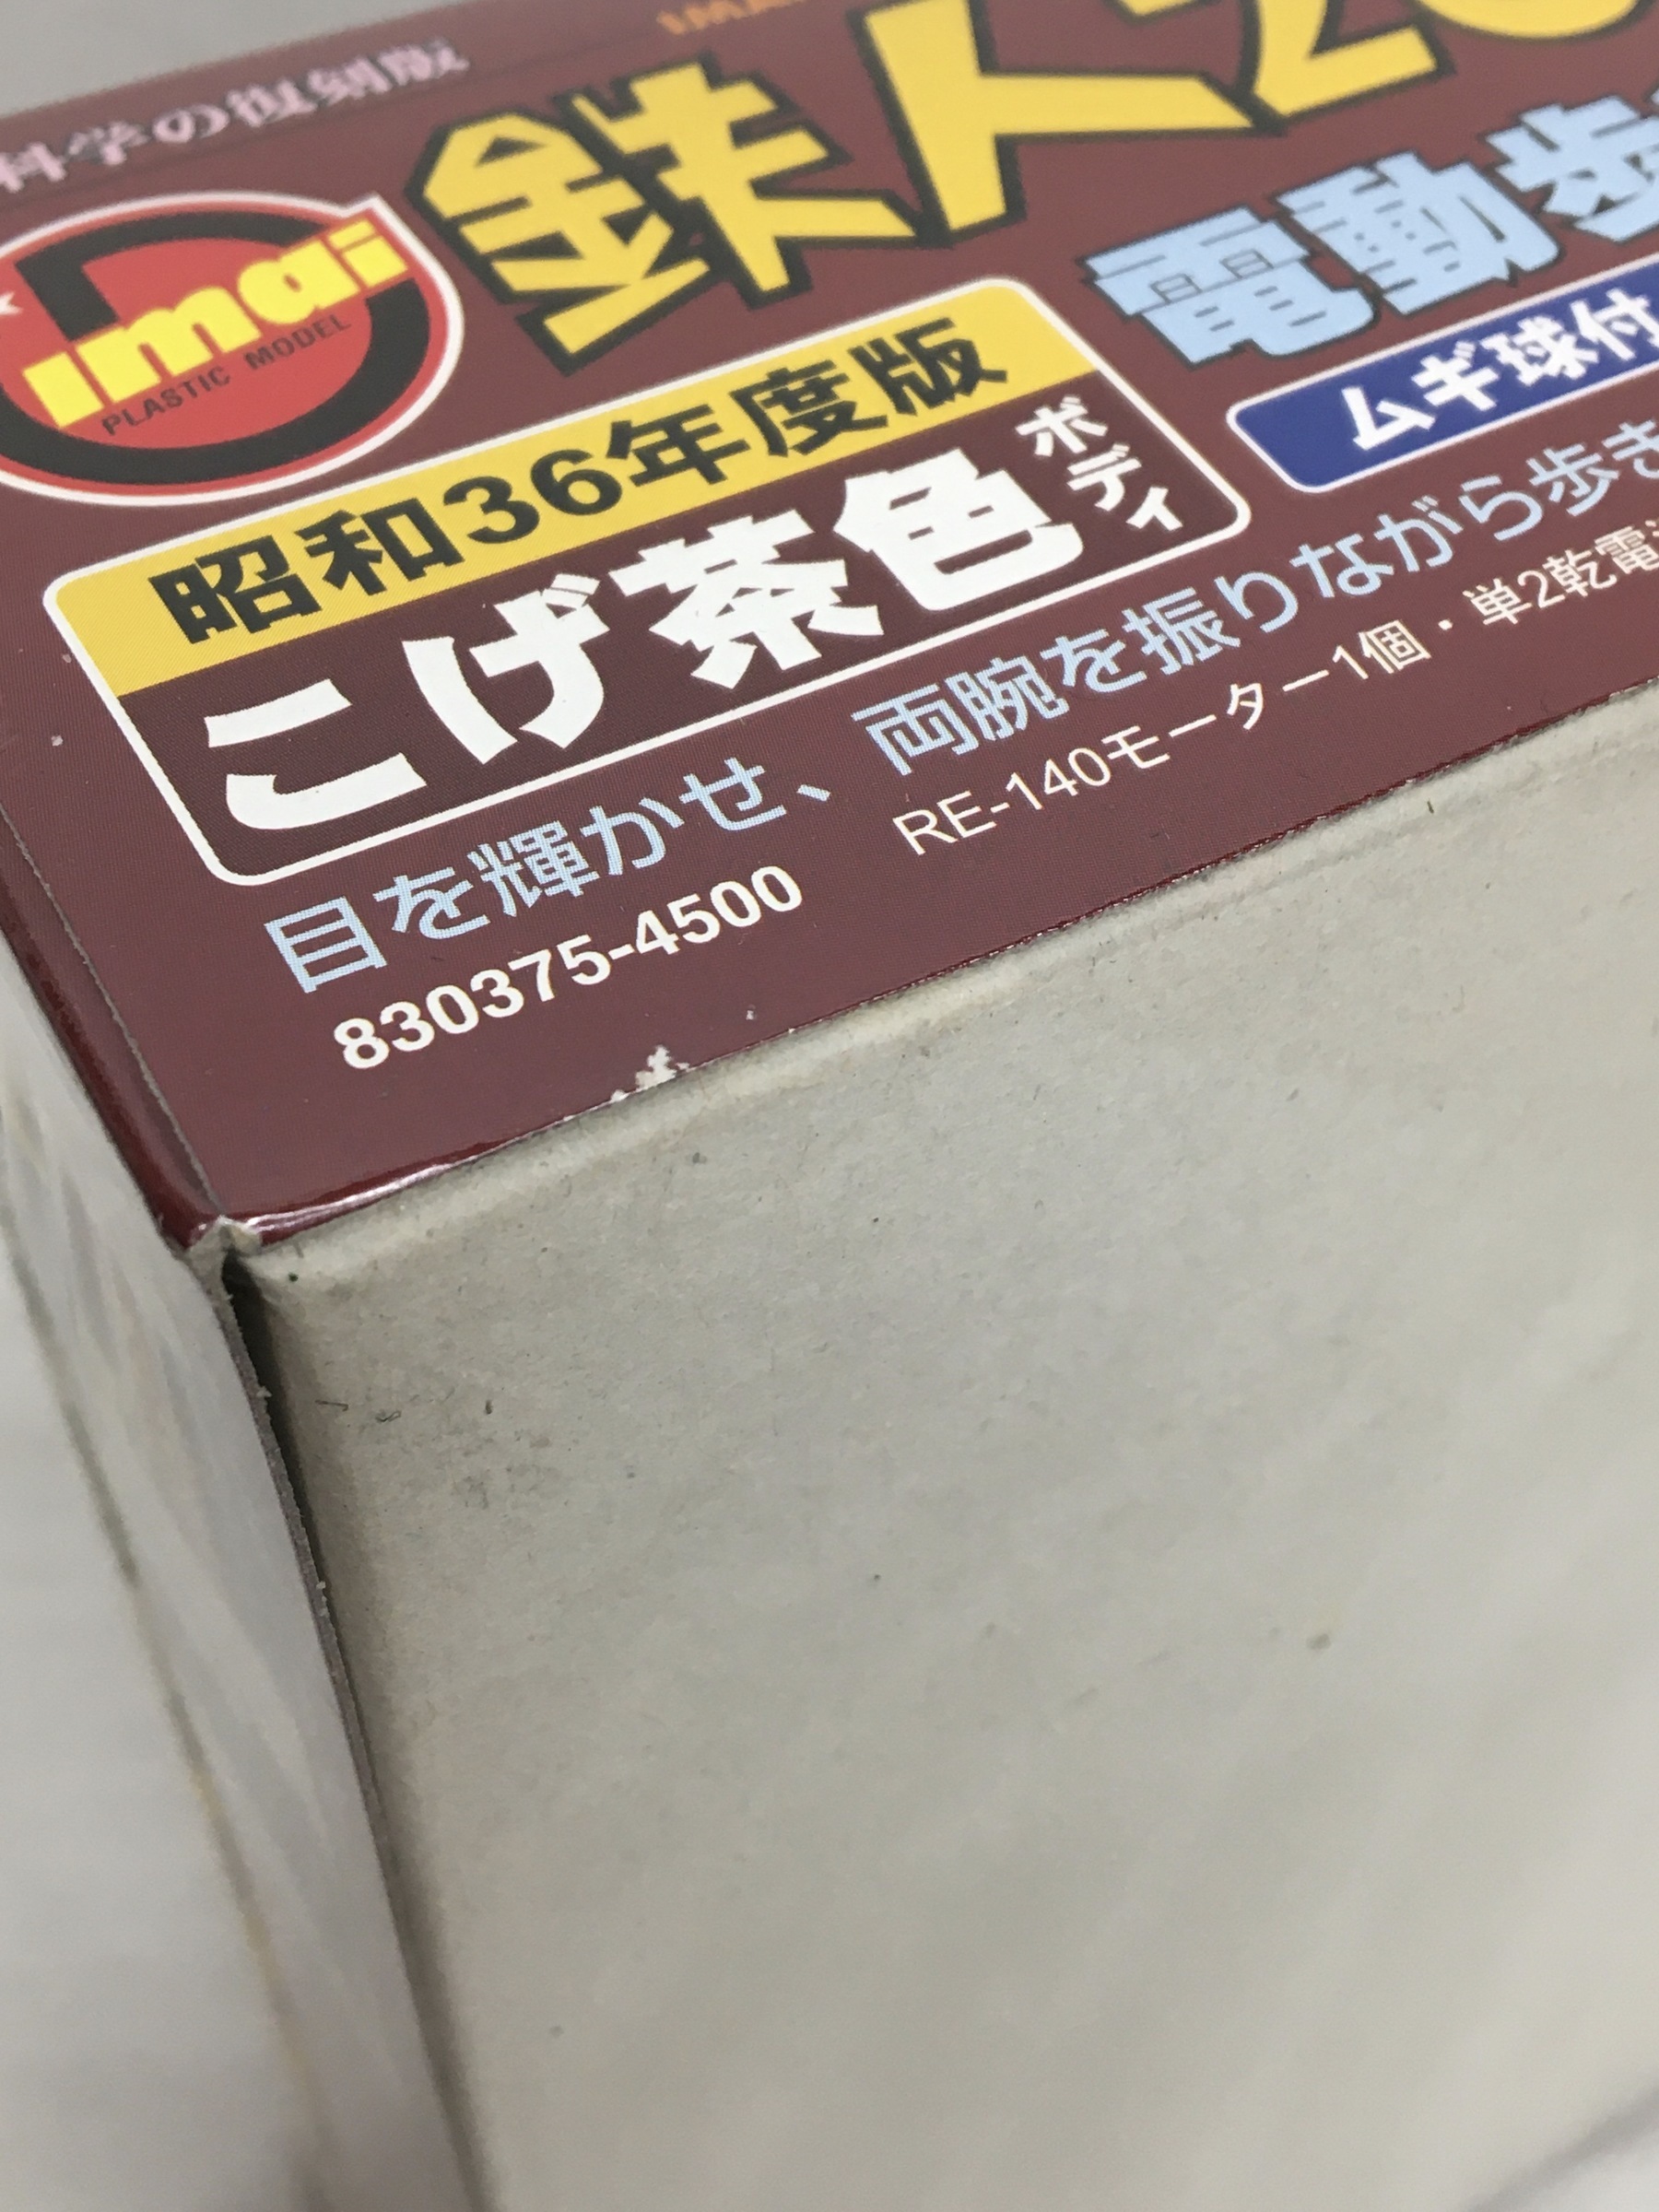 科学の復刻版
鉄人2
imai
PLASTIC MODEL
電動歩
昭和36年度版
こげ茶色
ボディ
ムギ球付
目を輝かせ、両腕を振りながら歩き
830375-4500
RE-140モーター1個・単2乾電